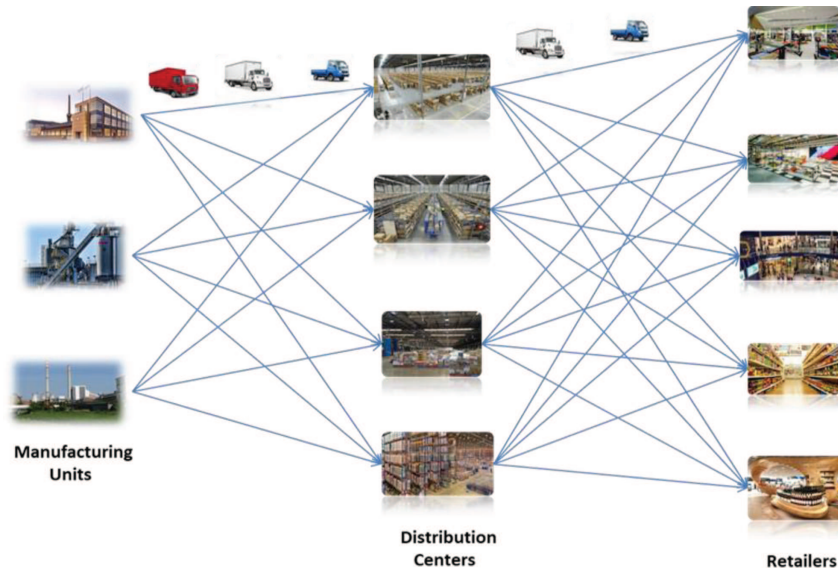 Manufacturing
Units
Distribution
Centers
Retailers